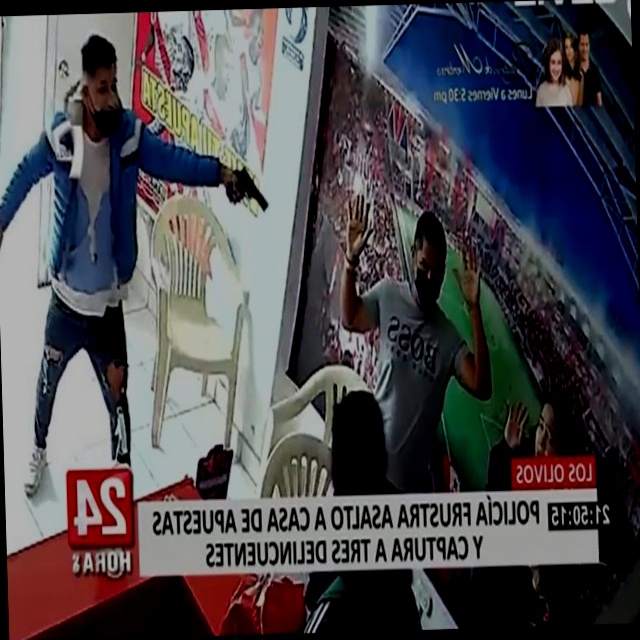 Lunes a Viernes 5:30 pm
APUESTA
BOSS
LOS OLIVOS
21:50:15
POLICÍA FRUSTRA ASALTO A CASA DE APUESTAS
Y CAPTURA A TRES DELINCUENTES
24
HORAS